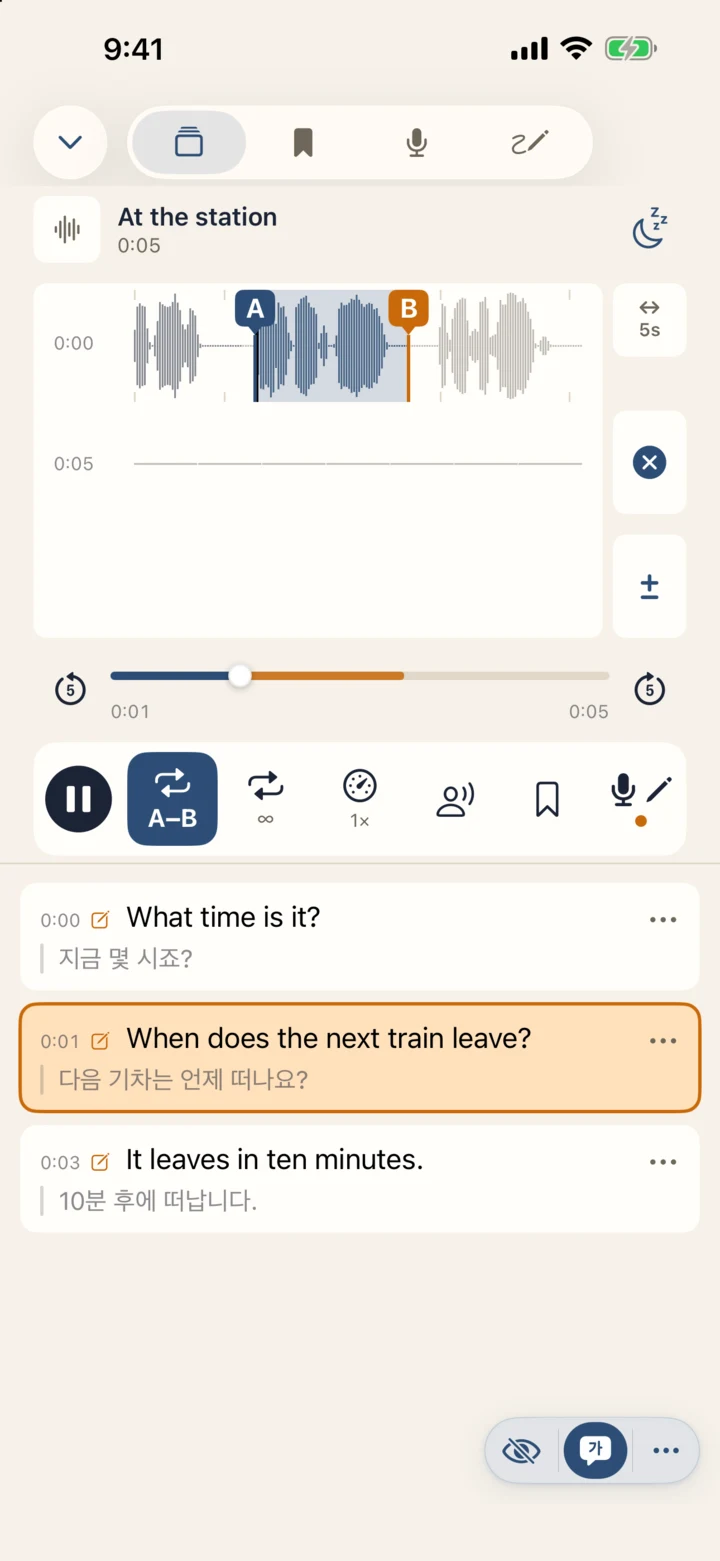 9:41
At the station
0:05
A
B
0:00
5s
0:05
5
5
0:01
0:05
A–B
∞
1×
0:00 What time is it?
지금 몇 시죠?
0:01 When does the next train leave?
다음 기차는 언제 떠나요?
0:03 It leaves in ten minutes.
10분 후에 떠납니다.
가